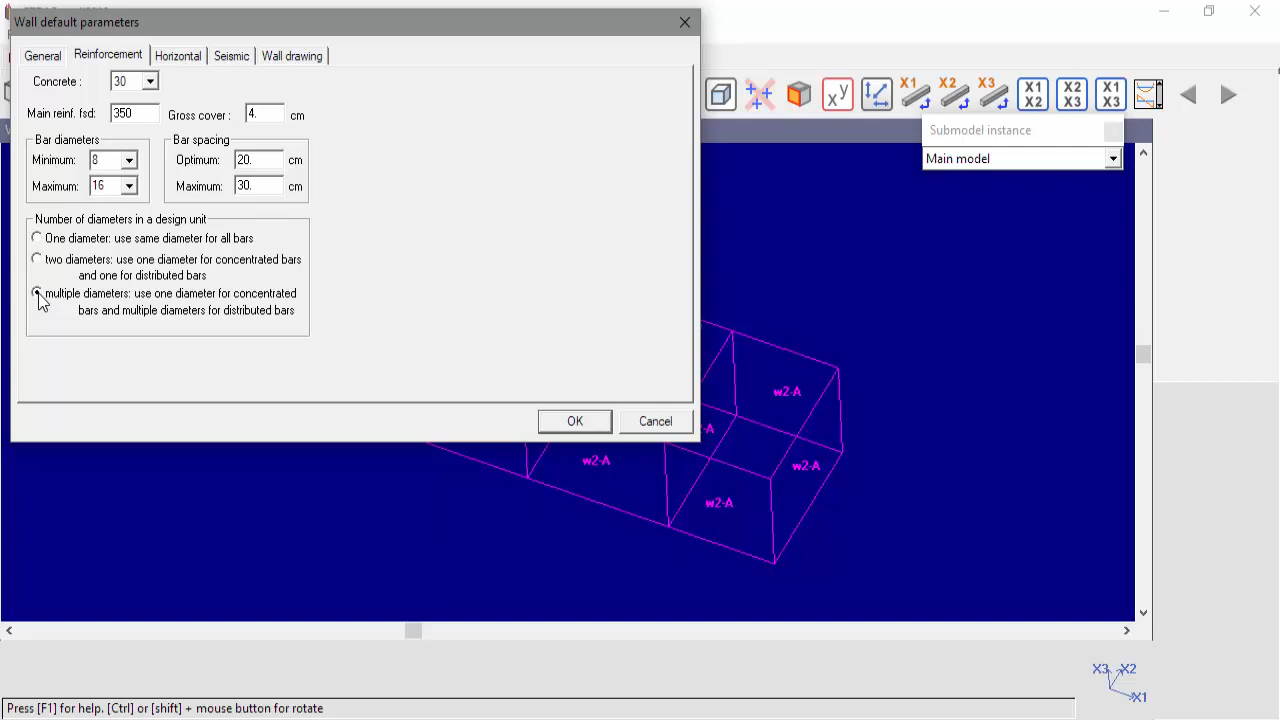 Wall default parameters
General
Reinforcement
Horizontal
Seismic
Wall drawing
Concrete :
30
Main reinf. fsd:
350
Gross cover :
4.
cm
Bar diameters
Minimum:
8
Maximum:
16
Bar spacing
Optimum:
20.
cm
Maximum:
30.
cm
Number of diameters in a design unit
One diameter: use same diameter for all bars
two diameters: use one diameter for concentrated bars
and one for distributed bars
multiple diameters: use one diameter for concentrated
bars and multiple diameters for distributed bars
OK
Cancel
x y
X1
X2
X3
X1
X2
X2
X3
X1
X3
Submodel instance
Main model
w2-A
w2-A
w2-A
w2-A
X3
X2
X1
Press [F1] for help. [Ctrl] or [shift] + mouse button for rotate